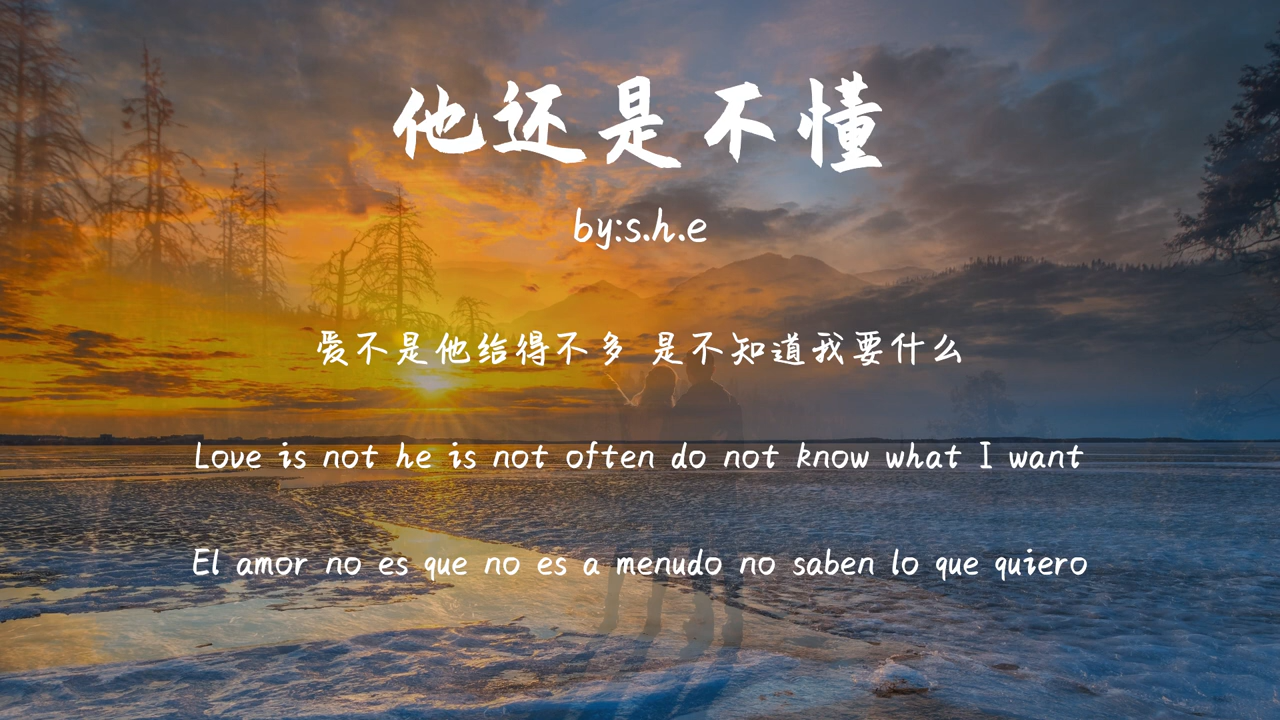 他还是不懂
by:s.h.e
爱不是他给得不多 是不知道我要什么
Love is not he is not often do not know what I want
El amor no es que no es a menudo no saben lo que quiero